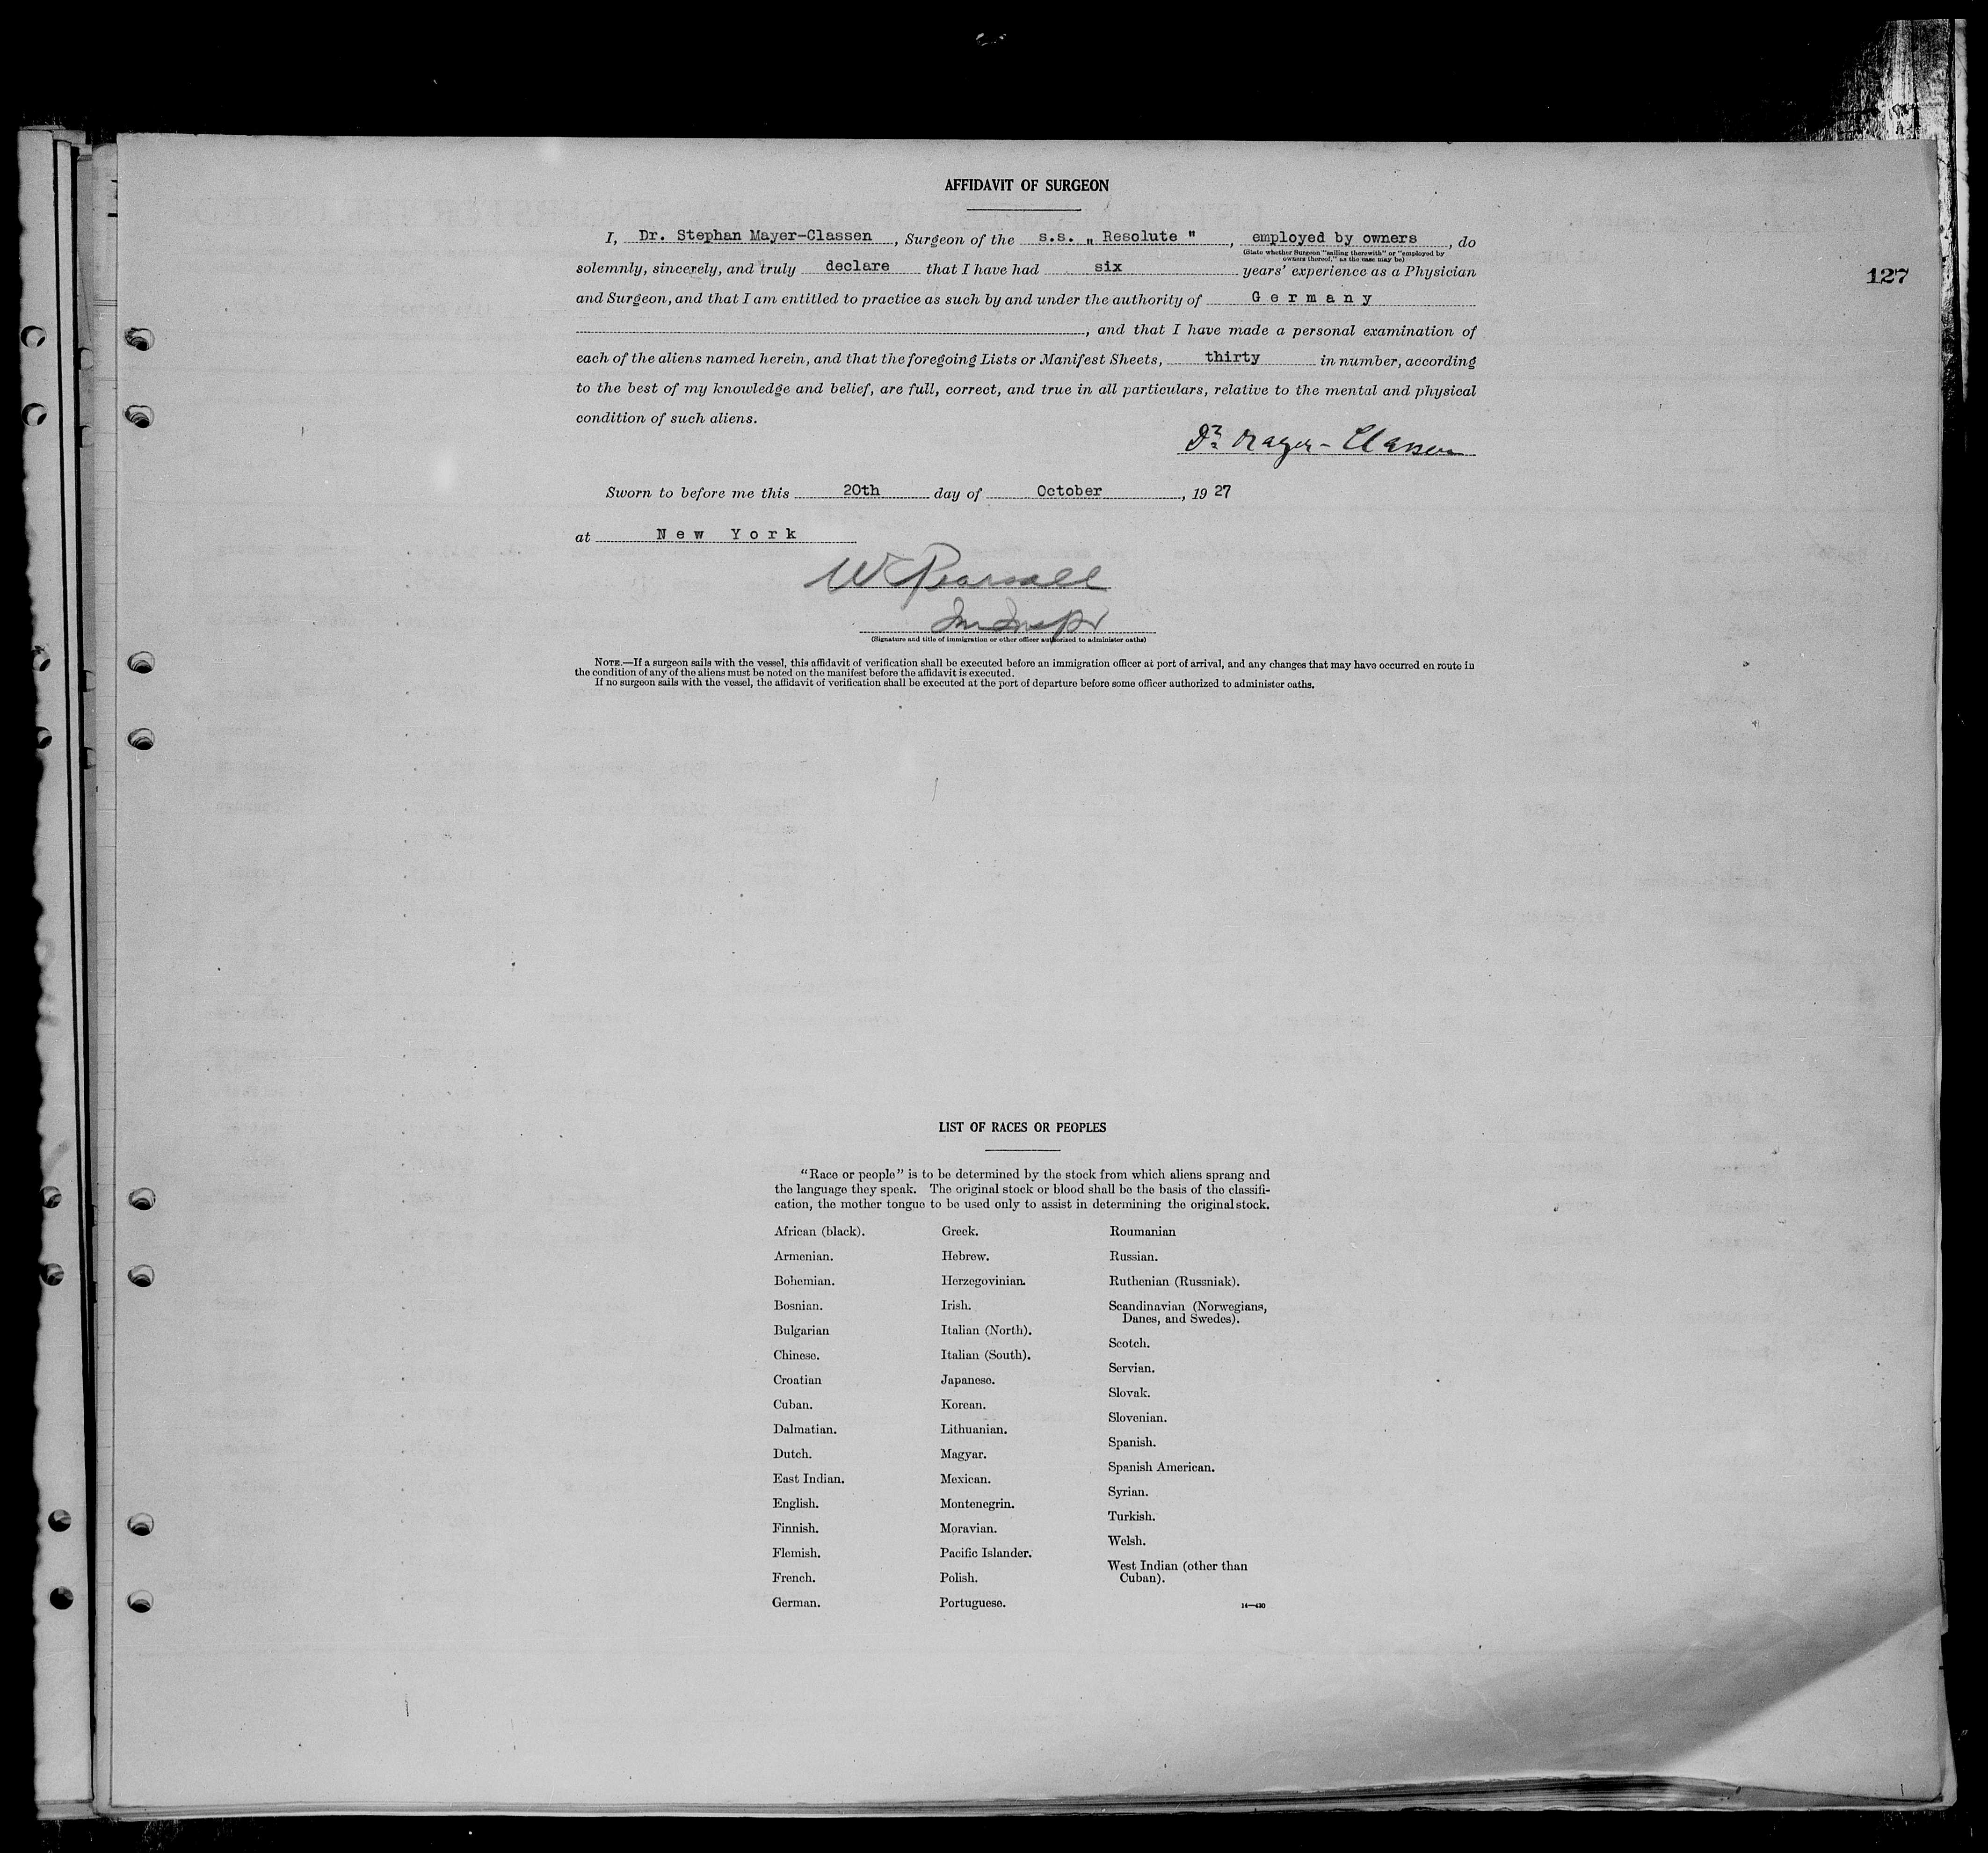 AFFIDAVIT OF SURGEON
I, Dr. Stephan Mayer-Classen, Surgeon of the s.s. „ Resolute ", employed by owners, do
(State whether Surgeon "sailing therewith" or "employed by
owners thereof," as the case may be)
127
solemnly, sincerely, and truly declare that I have had six years' experience as a Physician
and Surgeon, and that I am entitled to practice as such by and under the authority of Germany
, and that I have made a personal examination of
each of the aliens named herein, and that the foregoing Lists or Manifest Sheets, thirty in number, according
to the best of my knowledge and belief, are full, correct, and true in all particulars, relative to the mental and physical
condition of such aliens.
Dr. Mayer-Classen
Sworn to before me this 20th day of October, 1927
at New York
W Pearsall
Im Inspr
(Signature and title of immigration or other officer authorized to administer oaths)
NOTE.—If a surgeon sails with the vessel, this affidavit of verification shall be executed before an immigration officer at port of arrival, and any changes that may have occurred en route in
the condition of any of the aliens must be noted on the manifest before the affidavit is executed.
If no surgeon sails with the vessel, the affidavit of verification shall be executed at the port of departure before some officer authorized to administer oaths.
LIST OF RACES OR PEOPLES
"Race or people" is to be determined by the stock from which aliens sprang and
the language they speak. The original stock or blood shall be the basis of the classifi-
cation, the mother tongue to be used only to assist in determining the original stock.
African (black).
Armenian.
Bohemian.
Bosnian.
Bulgarian
Chinese.
Croatian
Cuban.
Dalmatian.
Dutch.
East Indian.
English.
Finnish.
Flemish.
French.
German.
Greek.
Hebrew.
Herzegovinian.
Irish.
Italian (North).
Italian (South).
Japanese.
Korean.
Lithuanian.
Magyar.
Mexican.
Montenegrin.
Moravian.
Pacific Islander.
Polish.
Portuguese.
Roumanian
Russian.
Ruthenian (Russniak).
Scandinavian (Norwegians,
Danes, and Swedes).
Scotch.
Servian.
Slovak.
Slovenian.
Spanish.
Spanish American.
Syrian.
Turkish.
Welsh.
West Indian (other than
Cuban).
14—430